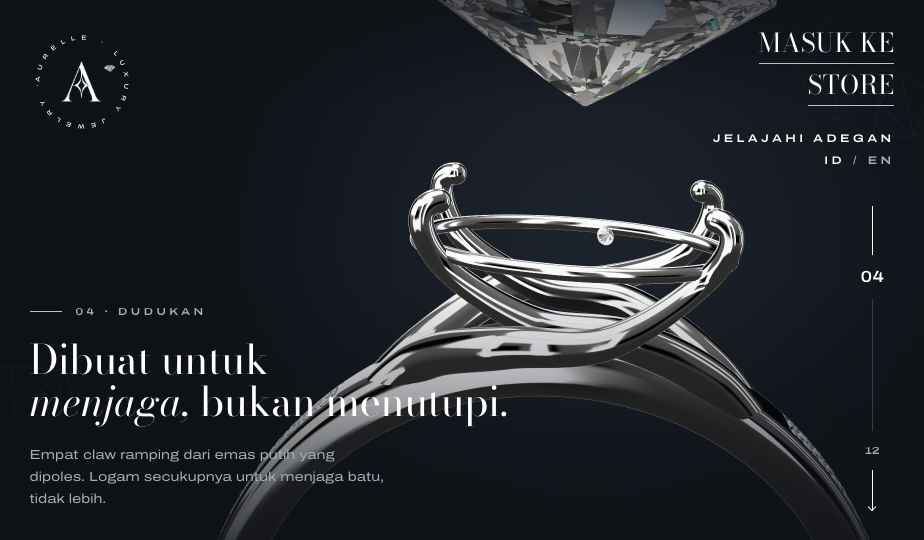 AURELLE · LUXURY JEWELRY ·
A
MASUK KE
STORE
JELAJAHI ADEGAN
ID / EN
04
04 · DUDUKAN
Dibuat untuk
menjaga, bukan menutupi.
Empat claw ramping dari emas putih yang
dipoles. Logam secukupnya untuk menjaga batu,
tidak lebih.
12